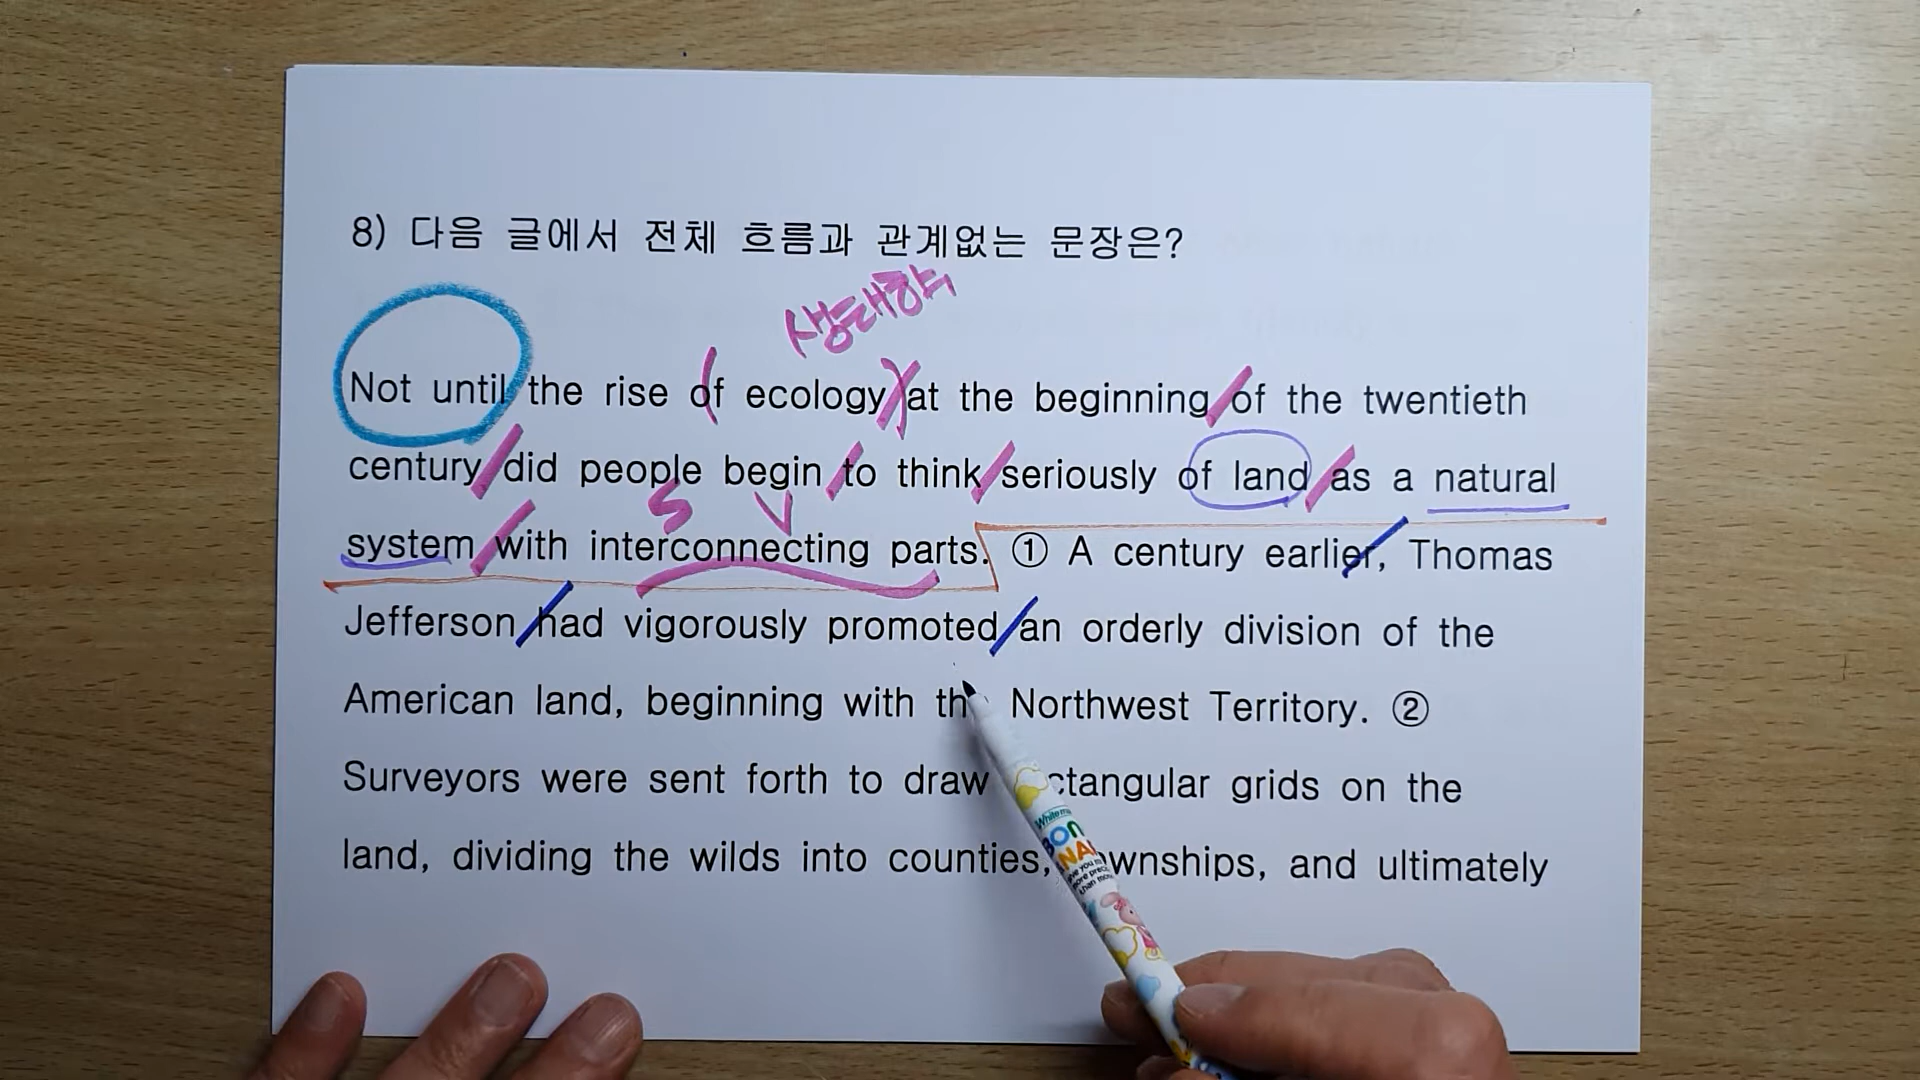 8) 다음 글에서 전체 흐름과 관계없는 문장은?
생태학의
Not until the rise of ecology at the beginning of the twentieth
century did people begin to think seriously of land as a natural
S V
system with interconnecting parts. ① A century earlier, Thomas
Jefferson had vigorously promoted an orderly division of the
American land, beginning with Northwest Territory. ②
Surveyors were sent forth to draw ctangular grids on the
land, dividing the wilds into counties, wnships, and ultimately